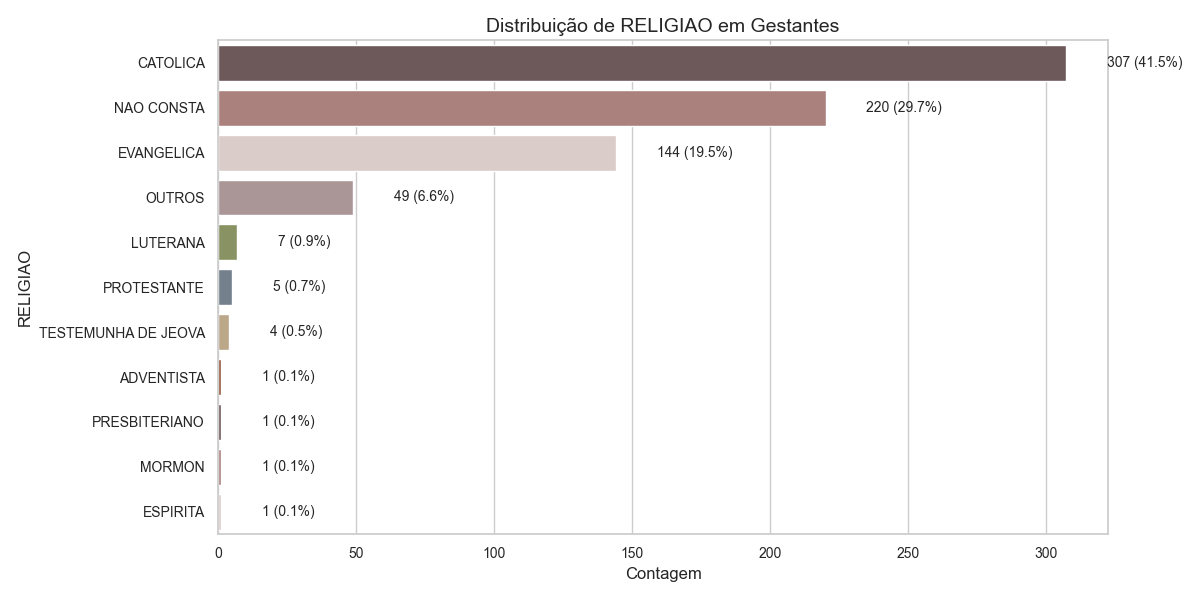 Distribuição de RELIGIAO em Gestantes
CATOLICA 307 (41.5%)
NAO CONSTA 220 (29.7%)
EVANGELICA 144 (19.5%)
OUTROS 49 (6.6%)
LUTERANA 7 (0.9%)
PROTESTANTE 5 (0.7%)
TESTEMUNHA DE JEOVA 4 (0.5%)
ADVENTISTA 1 (0.1%)
PRESBITERIANO 1 (0.1%)
MORMON 1 (0.1%)
ESPIRITA 1 (0.1%)
RELIGIAO
0 50 100 150 200 250 300
Contagem